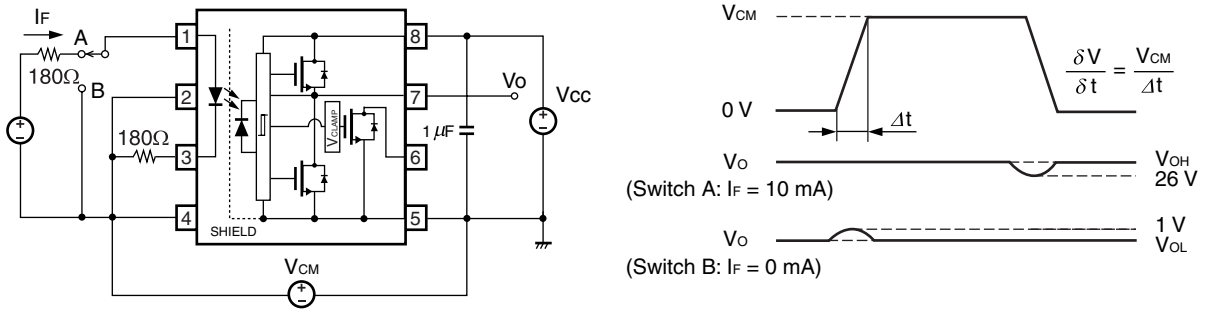 IF
A
180Ω
B
180Ω
1
2
3
4
SHIELD
VCLAMP
8
7
6
5
1 μF
Vo
VCC
VCM
VCM
0 V
Δt
δV
δt
=
VCM
Δt
Vo
(Switch A: IF = 10 mA)
VOH
26 V
Vo
(Switch B: IF = 0 mA)
1 V
VOL